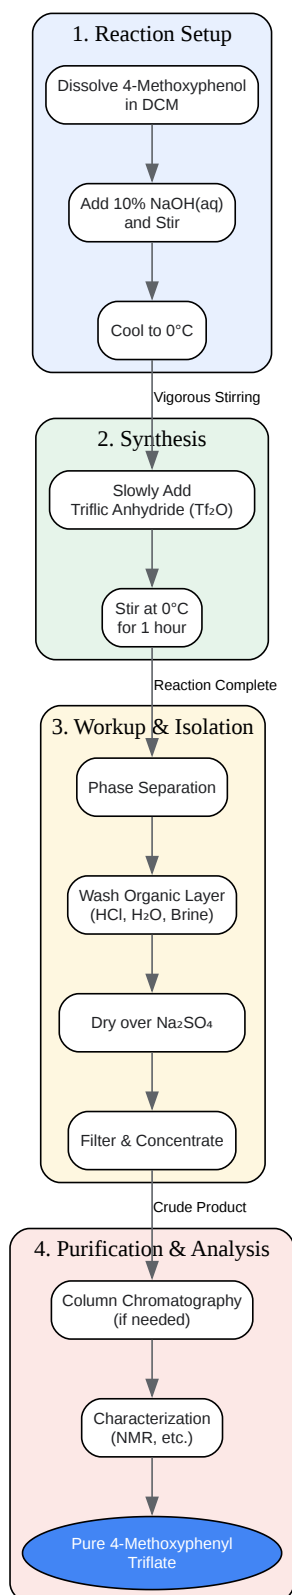 1. Reaction Setup
Dissolve 4-Methoxyphenol
in DCM
Add 10% NaOH(aq)
and Stir
Cool to 0°C
Vigorous Stirring
2. Synthesis
Slowly Add
Triflic Anhydride (Tf₂O)
Stir at 0°C
for 1 hour
Reaction Complete
3. Workup & Isolation
Phase Separation
Wash Organic Layer
(HCl, H₂O, Brine)
Dry over Na₂SO₄
Filter & Concentrate
Crude Product
4. Purification & Analysis
Column Chromatography
(if needed)
Characterization
(NMR, etc.)
Pure 4-Methoxyphenyl
Triflate